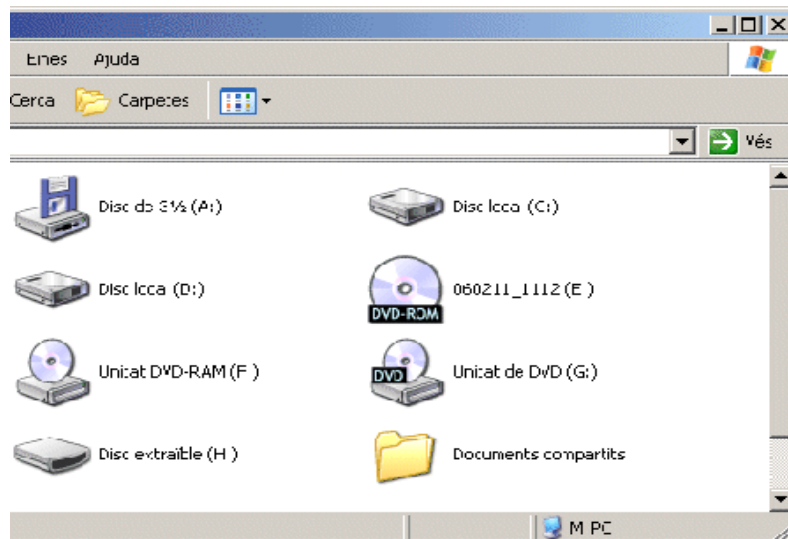 Eines Ajuda
Cerca Carpetes
Vés
Disc de 3½ (A:)
Disc local (C:)
Disc local (D:)
060211_1112 (E:)
DVD-ROM
Unitat DVD-RAM (F:)
Unitat de DVD (G:)
DVD
Disc extraïble (H:)
Documents compartits
M PC